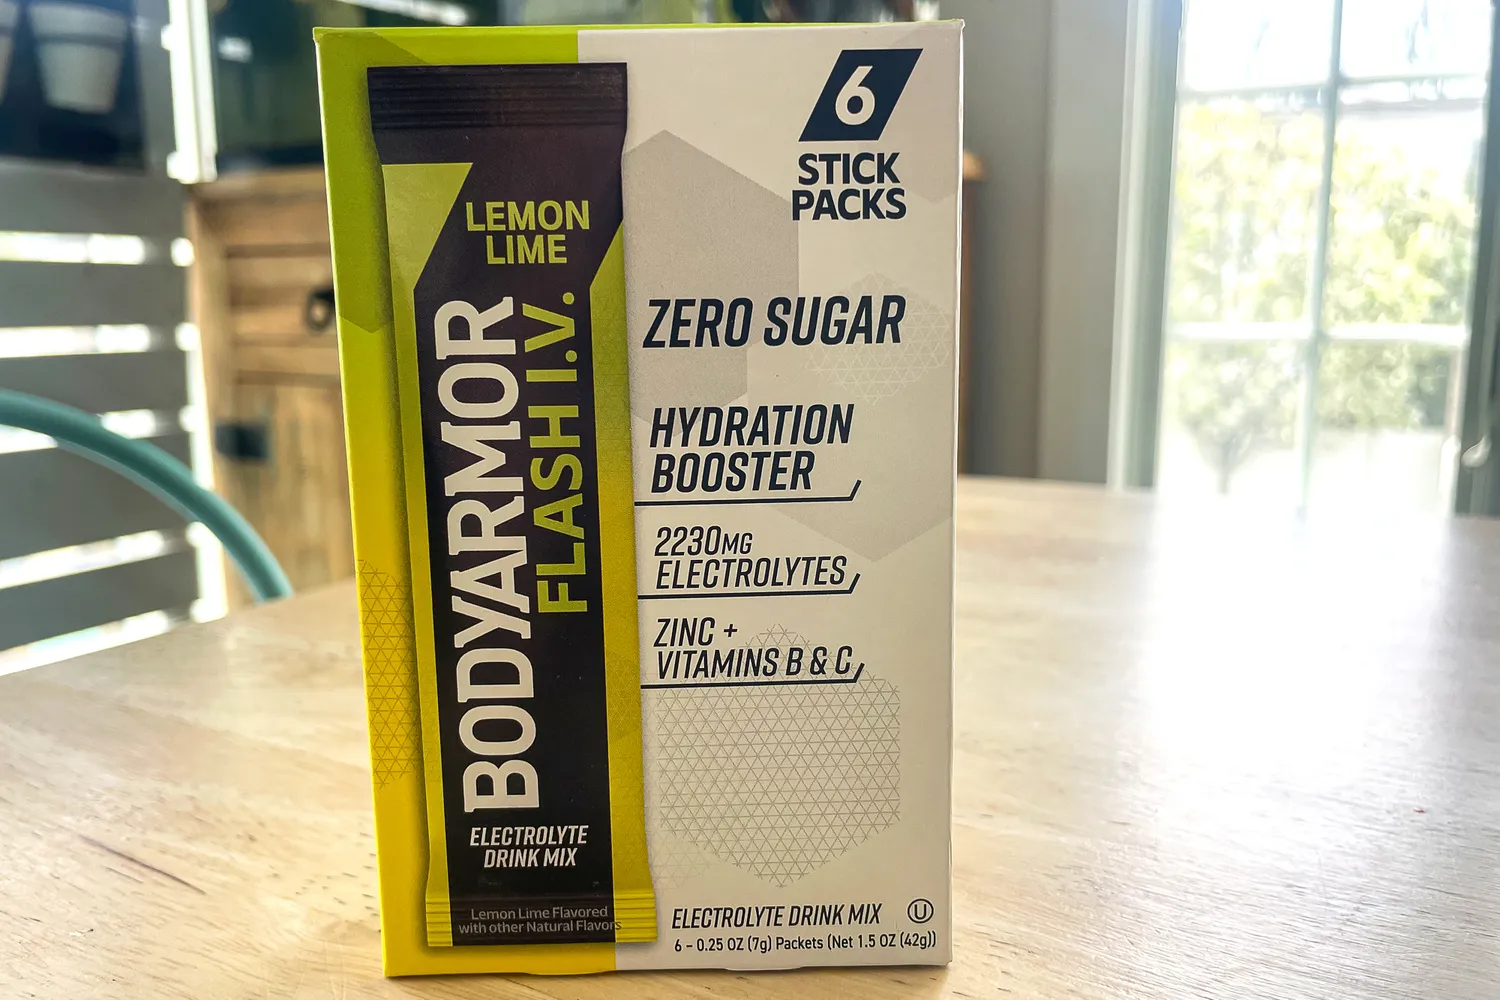 LEMON
LIME
BODYARMOR
FLASH I.V.
ELECTROLYTE
DRINK MIX
Lemon Lime Flavored
with other Natural Flavors
6
STICK
PACKS
ZERO SUGAR
HYDRATION
BOOSTER
2230MG
ELECTROLYTES
ZINC +
VITAMINS B & C
ELECTROLYTE DRINK MIX U
6 – 0.25 OZ (7g) Packets (Net 1.5 OZ (42g))